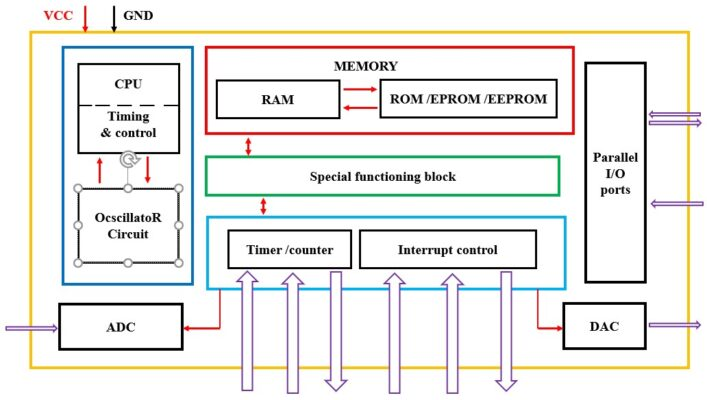 VCC
GND
CPU
Timing
& control
OcscillatoR
Circuit
MEMORY
RAM
ROM /EPROM /EEPROM
Special functioning block
Timer /counter
Interrupt control
Parallel
I/O
ports
ADC
DAC